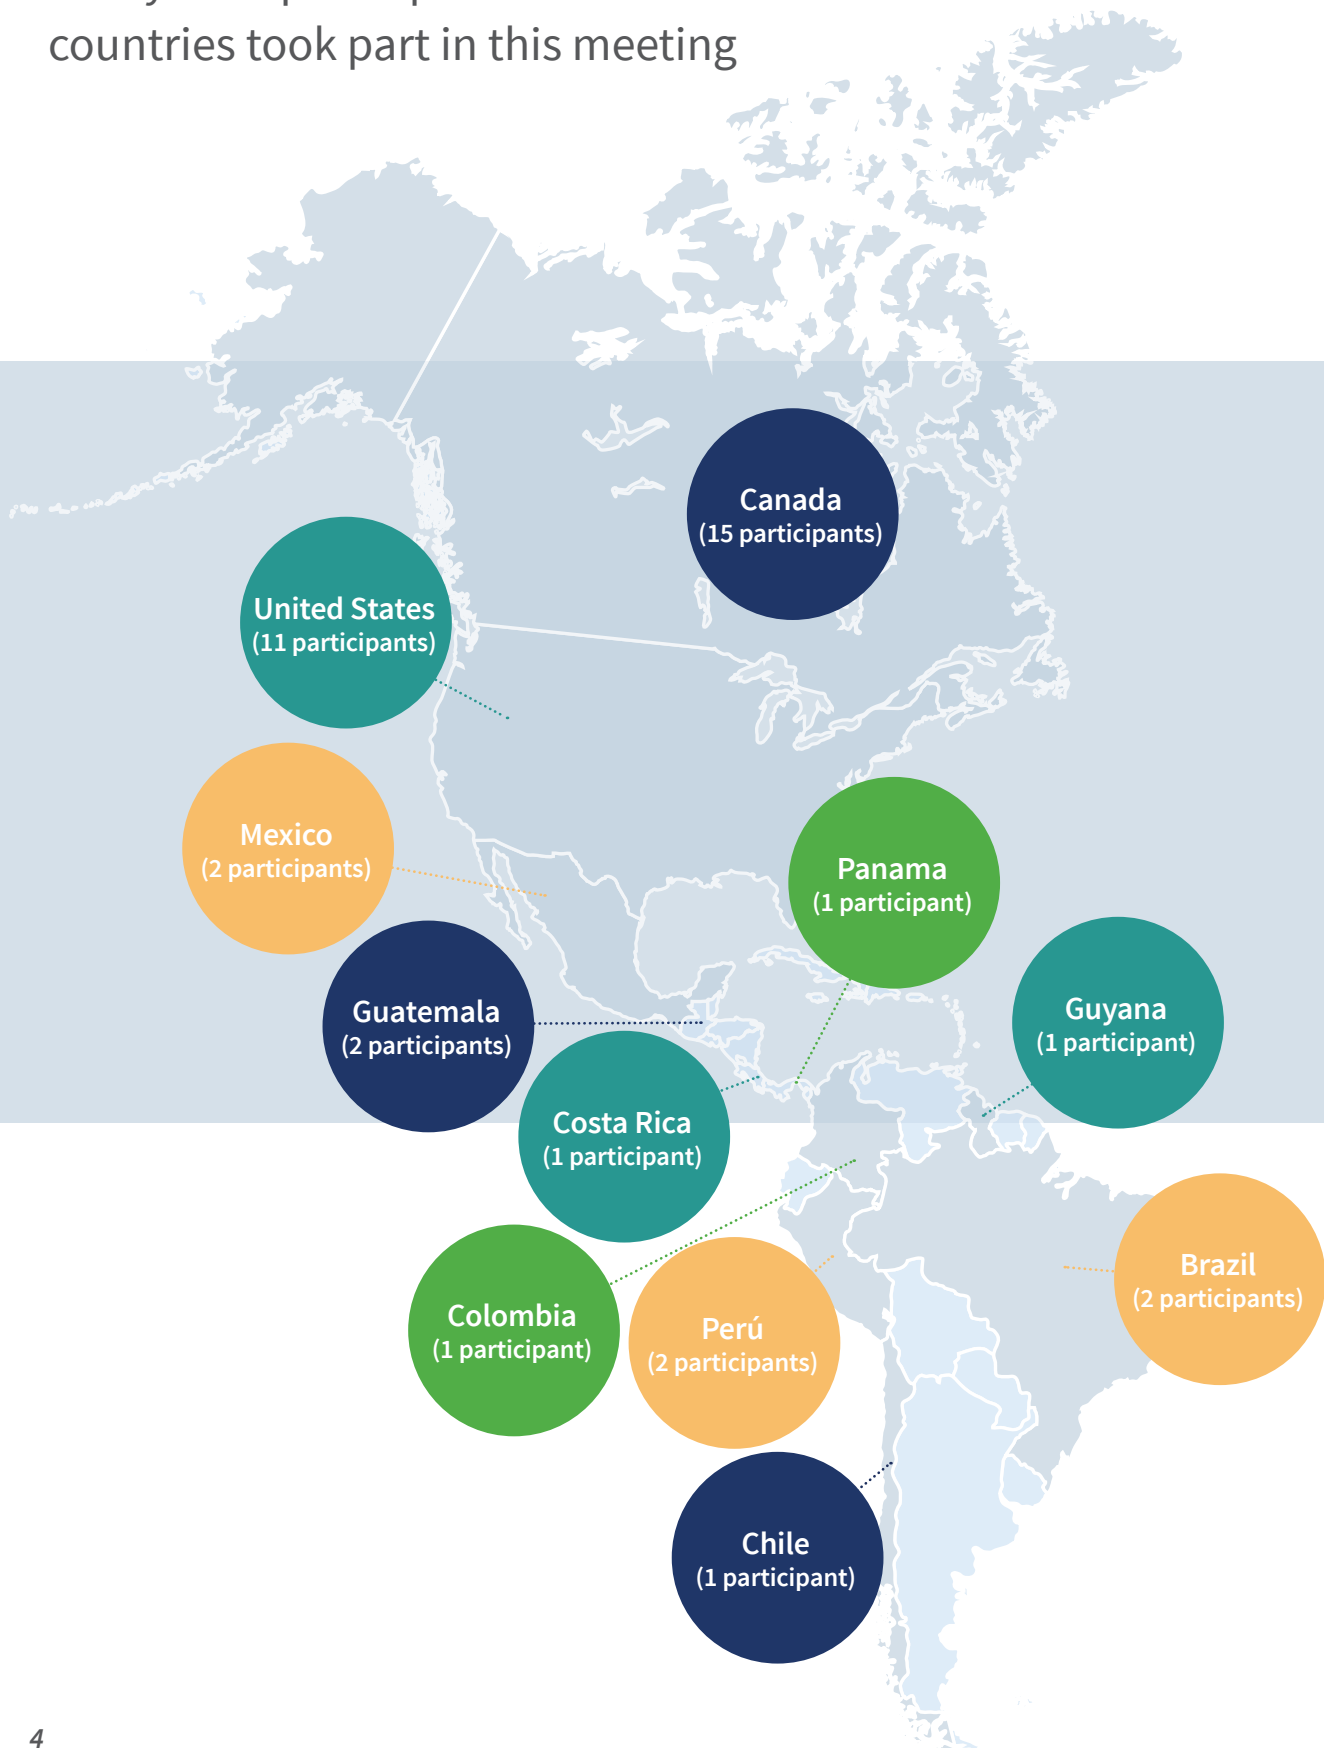 countries took part in this meeting
Canada
(15 participants)
United States
(11 participants)
Mexico
(2 participants)
Panama
(1 participant)
Guatemala
(2 participants)
Guyana
(1 participant)
Costa Rica
(1 participant)
Brazil
(2 participants)
Colombia
(1 participant)
Perú
(2 participants)
Chile
(1 participant)
4